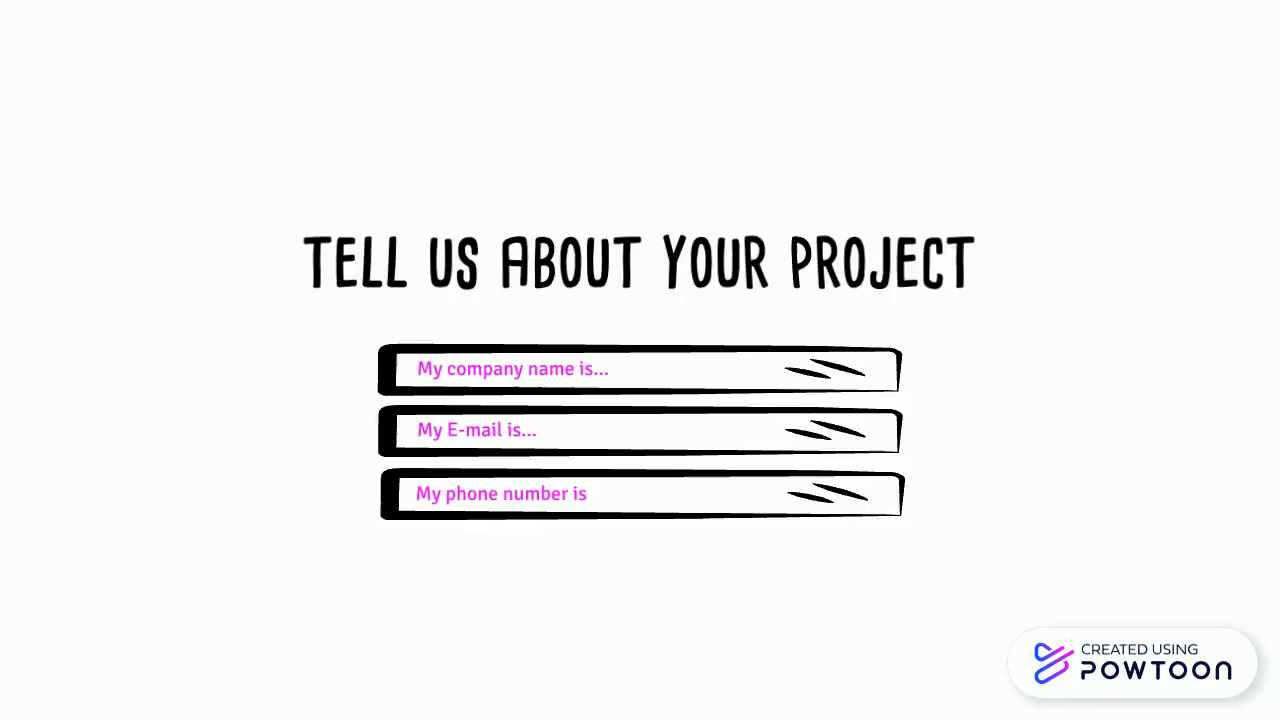 TELL US ABOUT YOUR PROJECT
My company name is...
My E-mail is...
My phone number is
CREATED USING
POWTOON